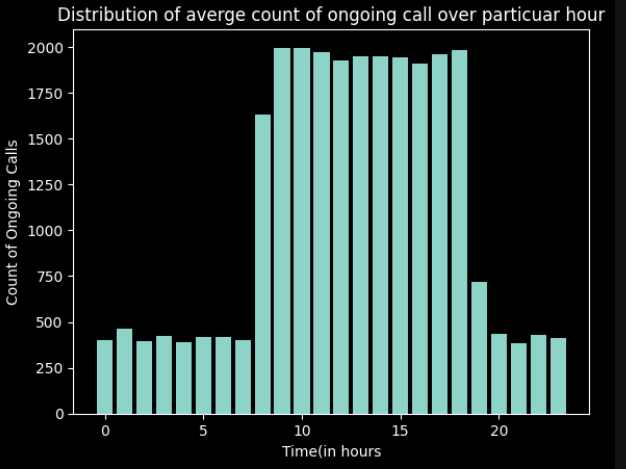 Distribution of averge count of ongoing call over particuar hour
2000
1750
1500
1250
1000
750
500
250
0
Count of Ongoing Calls
0 5 10 15 20
Time(in hours